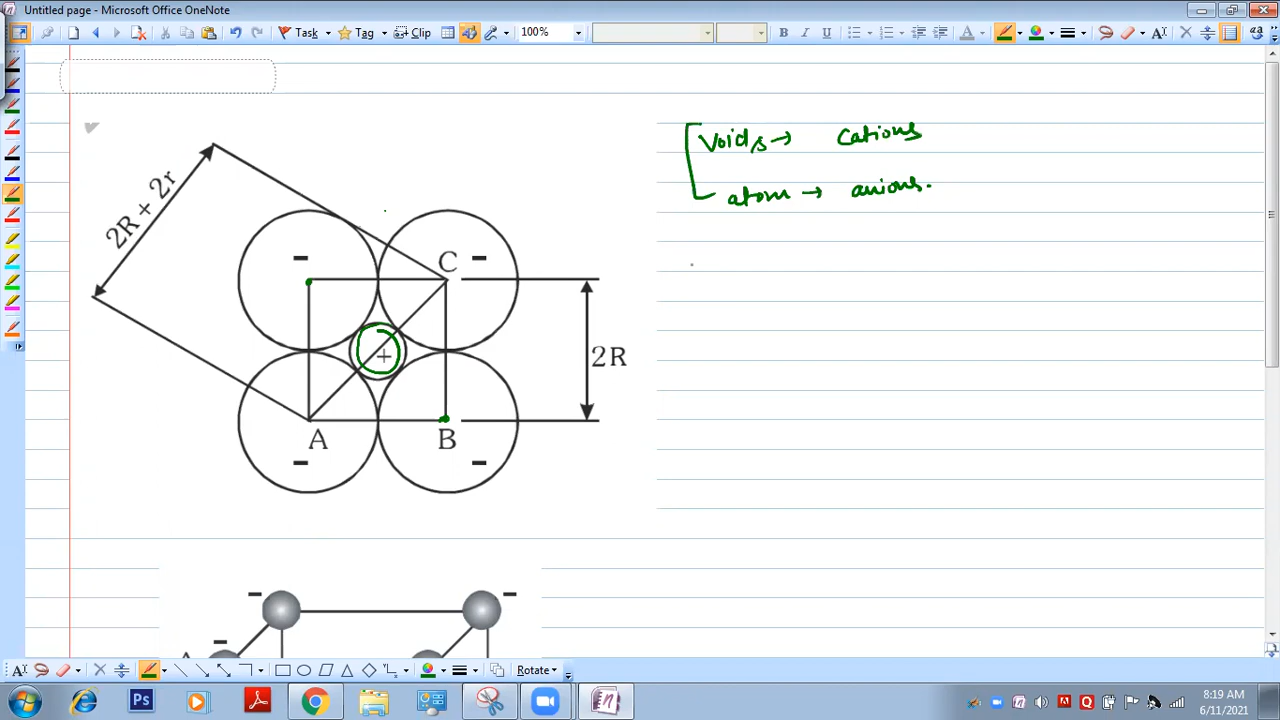 Untitled page - Microsoft Office OneNote
Task Tag Clip 100% B I U
Voids → Cations
atom → anions.
2R + 2r
- C -
+
2R
A B
- -
- -
-
Rotate
8:19 AM
6/11/2021